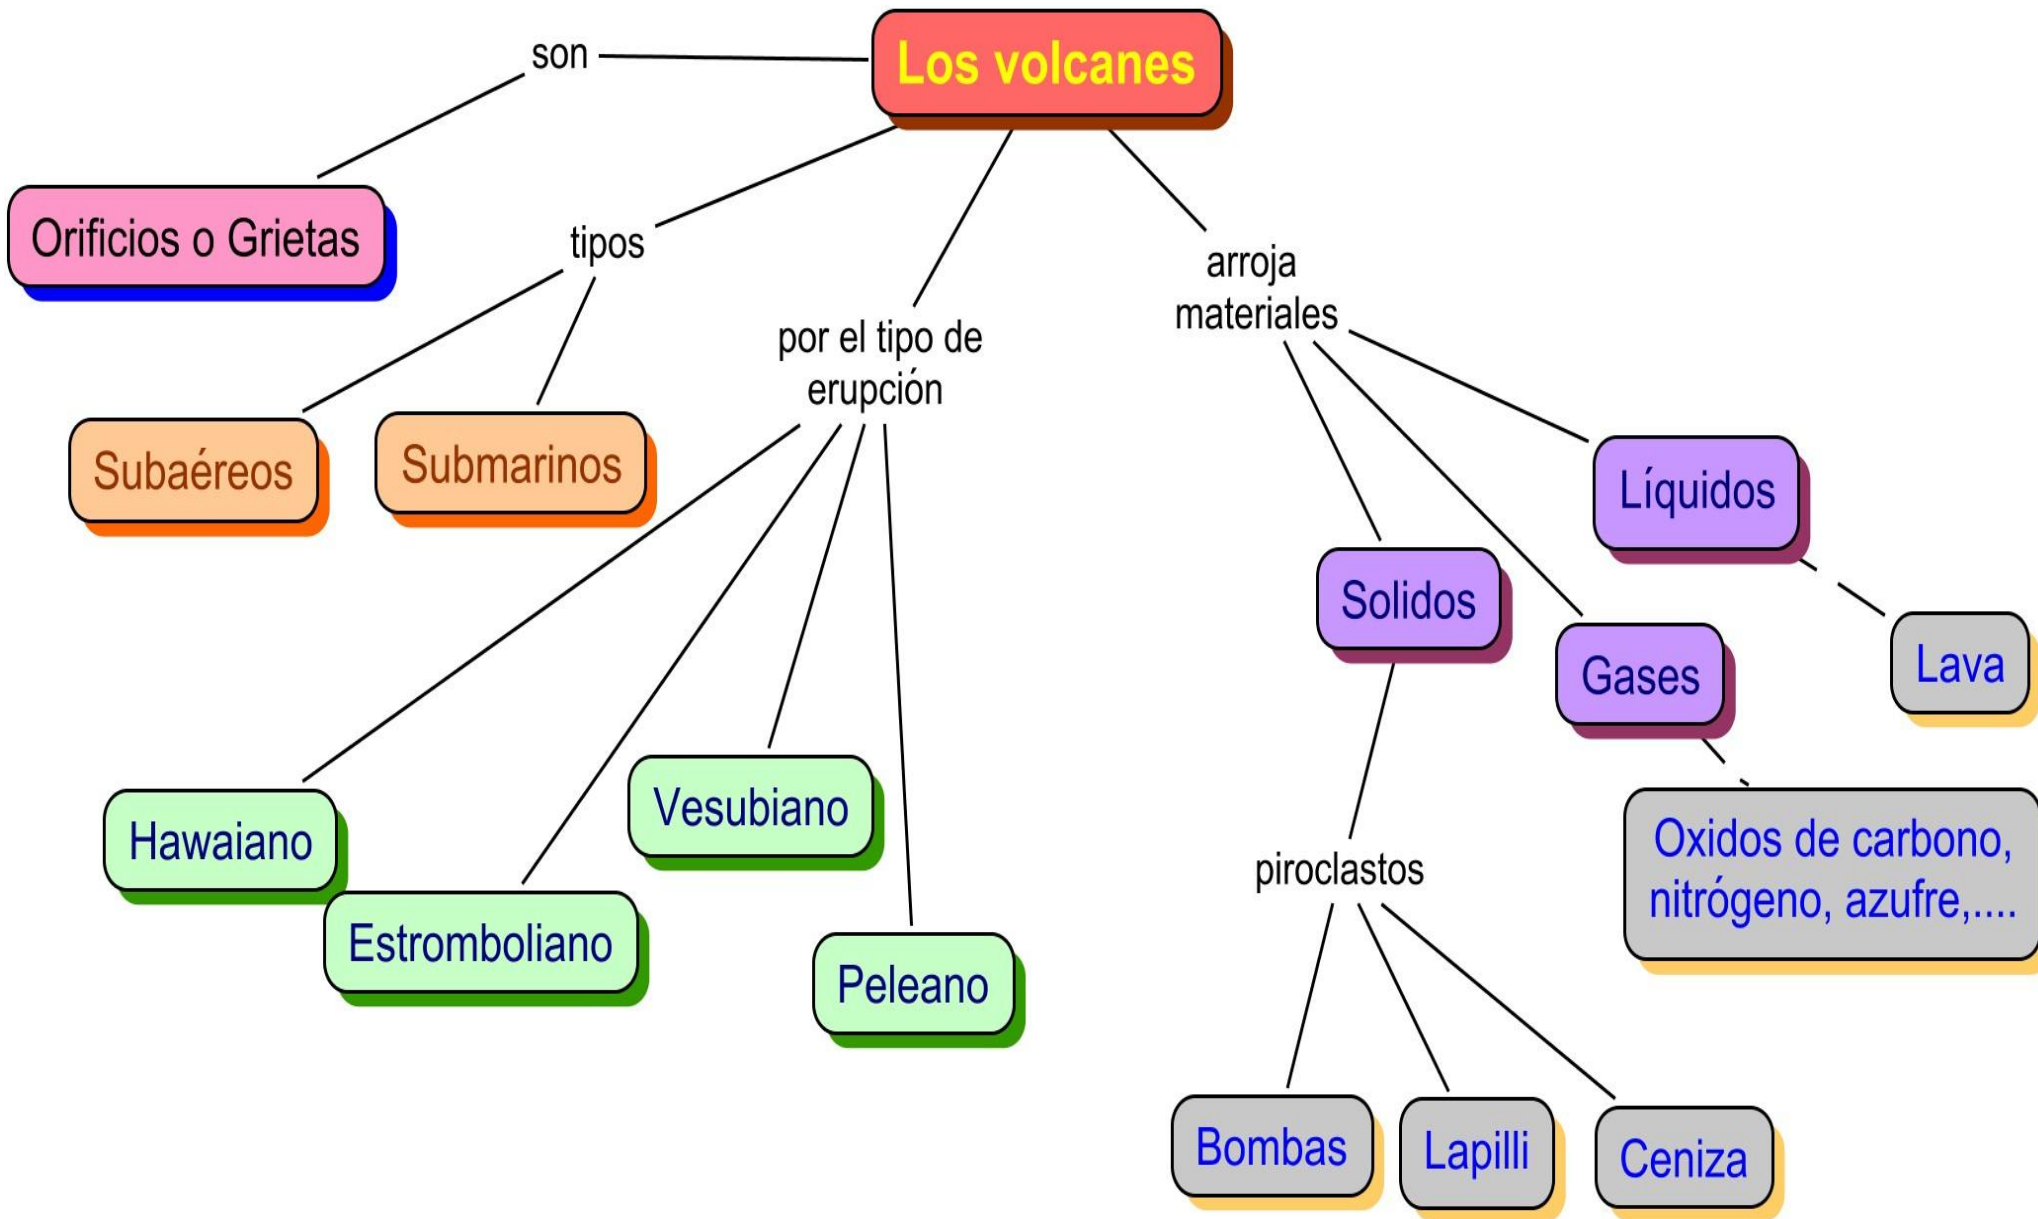 Los volcanes
son
Orificios o Grietas
tipos
Subaéreos
Submarinos
por el tipo de
erupción
Hawaiano
Estromboliano
Vesubiano
Peleano
arroja
materiales
Solidos
Gases
Líquidos
Lava
Oxidos de carbono,
nitrógeno, azufre,....
piroclastos
Bombas
Lapilli
Ceniza